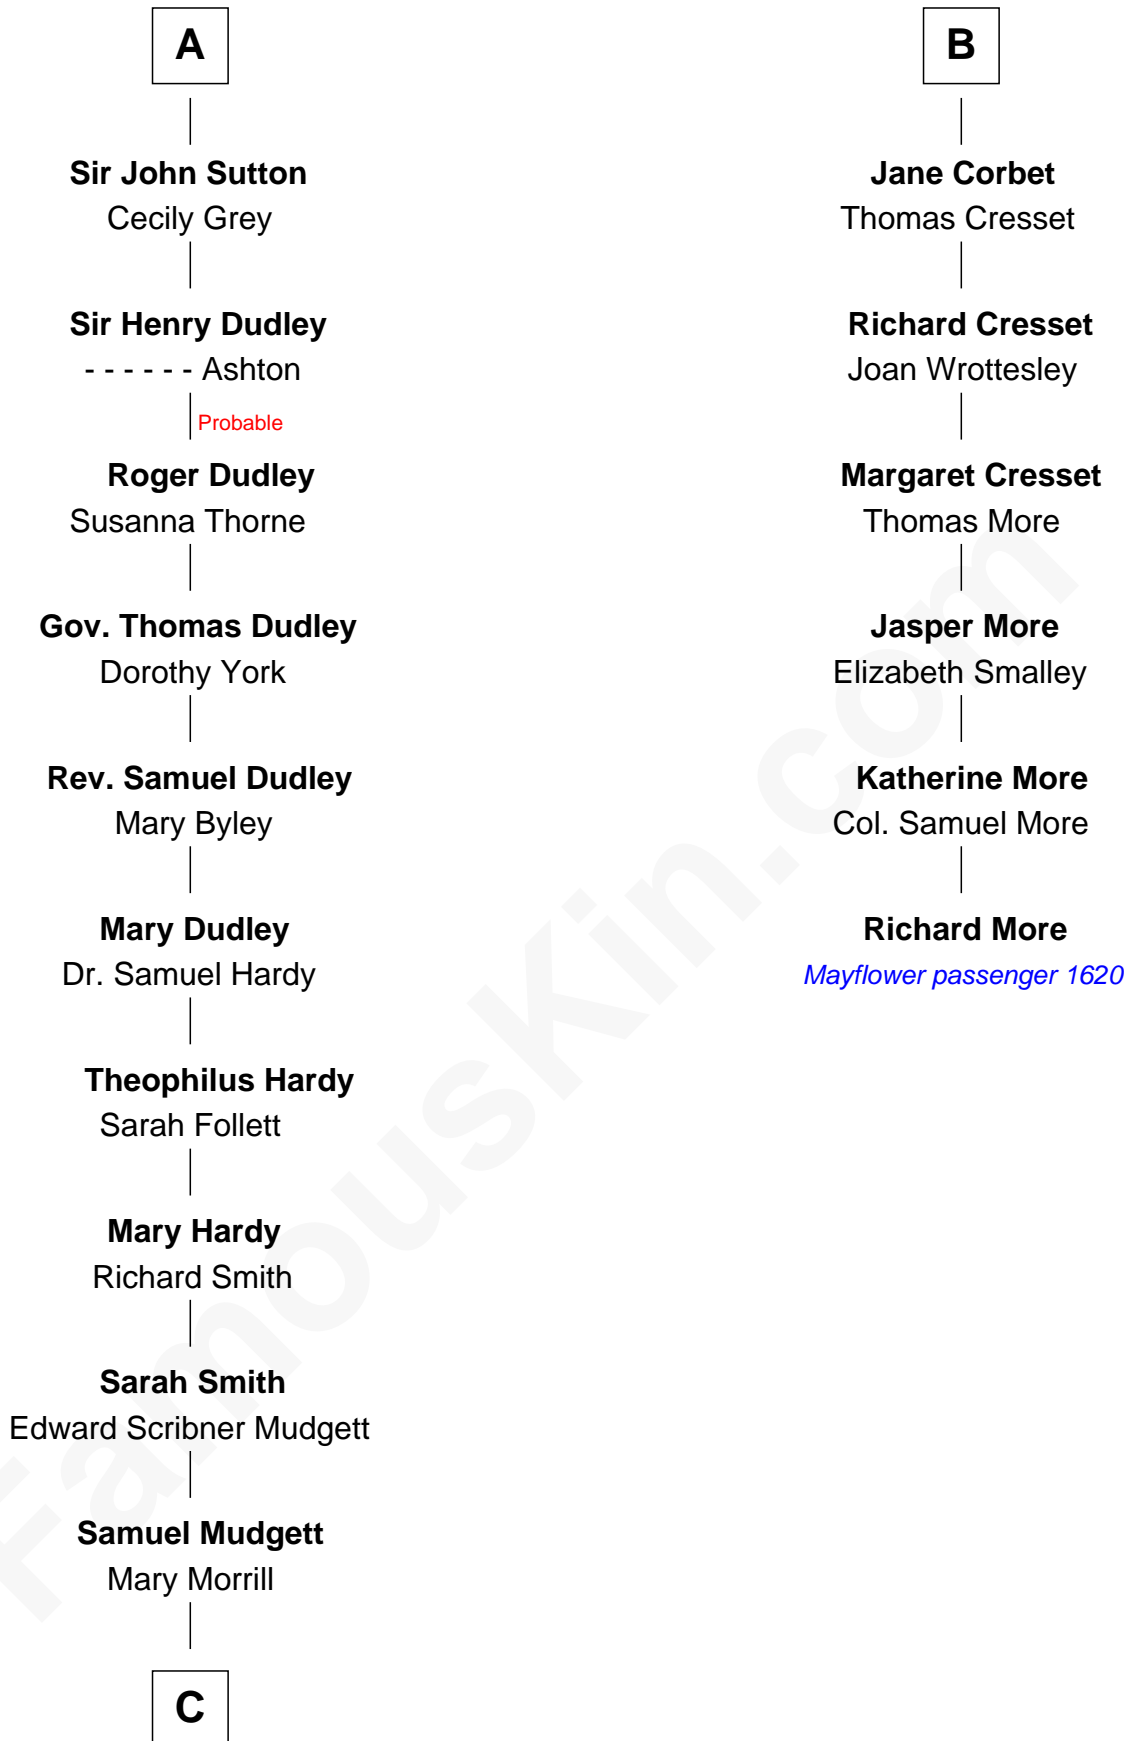 A
Sir John Sutton
Cecily Grey
Sir Henry Dudley
- - - - - - Ashton
Probable
Roger Dudley
Susanna Thorne
Gov. Thomas Dudley
Dorothy York
Rev. Samuel Dudley
Mary Byley
Mary Dudley
Dr. Samuel Hardy
Theophilus Hardy
Sarah Follett
Mary Hardy
Richard Smith
Sarah Smith
Edward Scribner Mudgett
Samuel Mudgett
Mary Morrill
C
B
Jane Corbet
Thomas Cresset
Richard Cresset
Joan Wrottesley
Margaret Cresset
Thomas More
Jasper More
Elizabeth Smalley
Katherine More
Col. Samuel More
Richard More
Mayflower passenger 1620
FamousKin.com